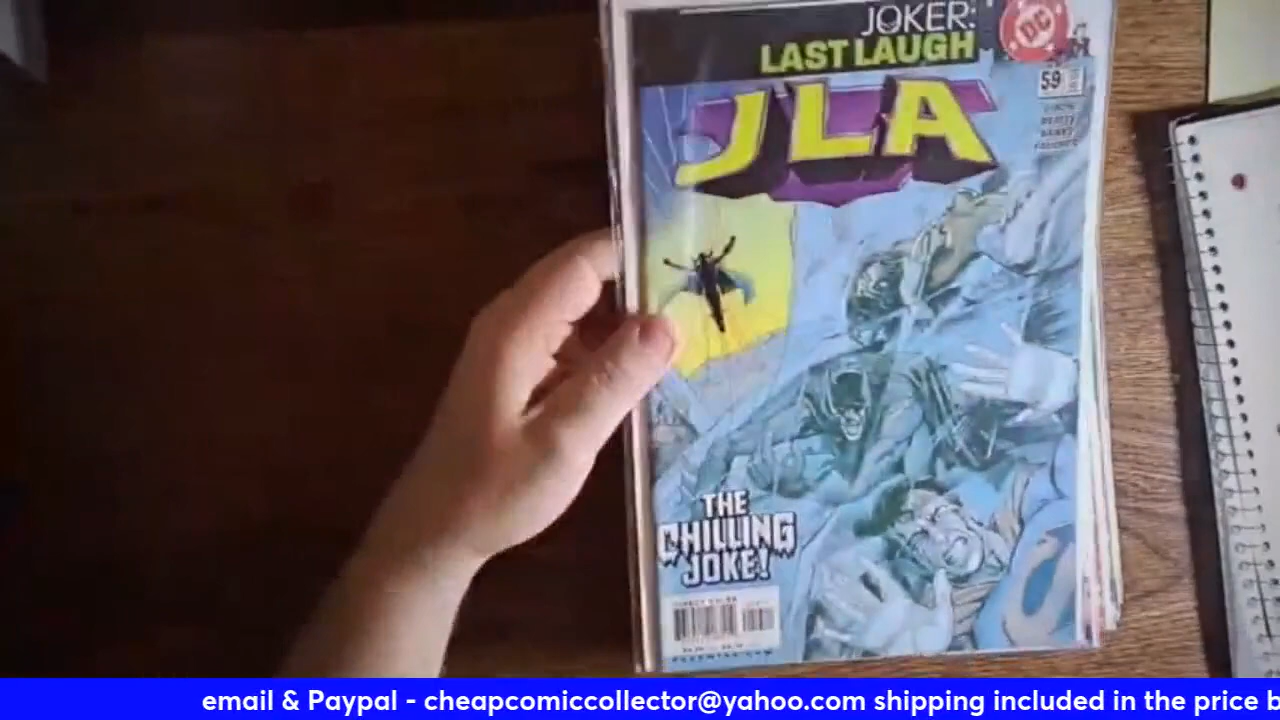 JOKER:
LAST LAUGH
DC
JLA
59
THE
CHILLING
JOKE!
email & Paypal - cheapcomiccollector@yahoo.com shipping included in the price b